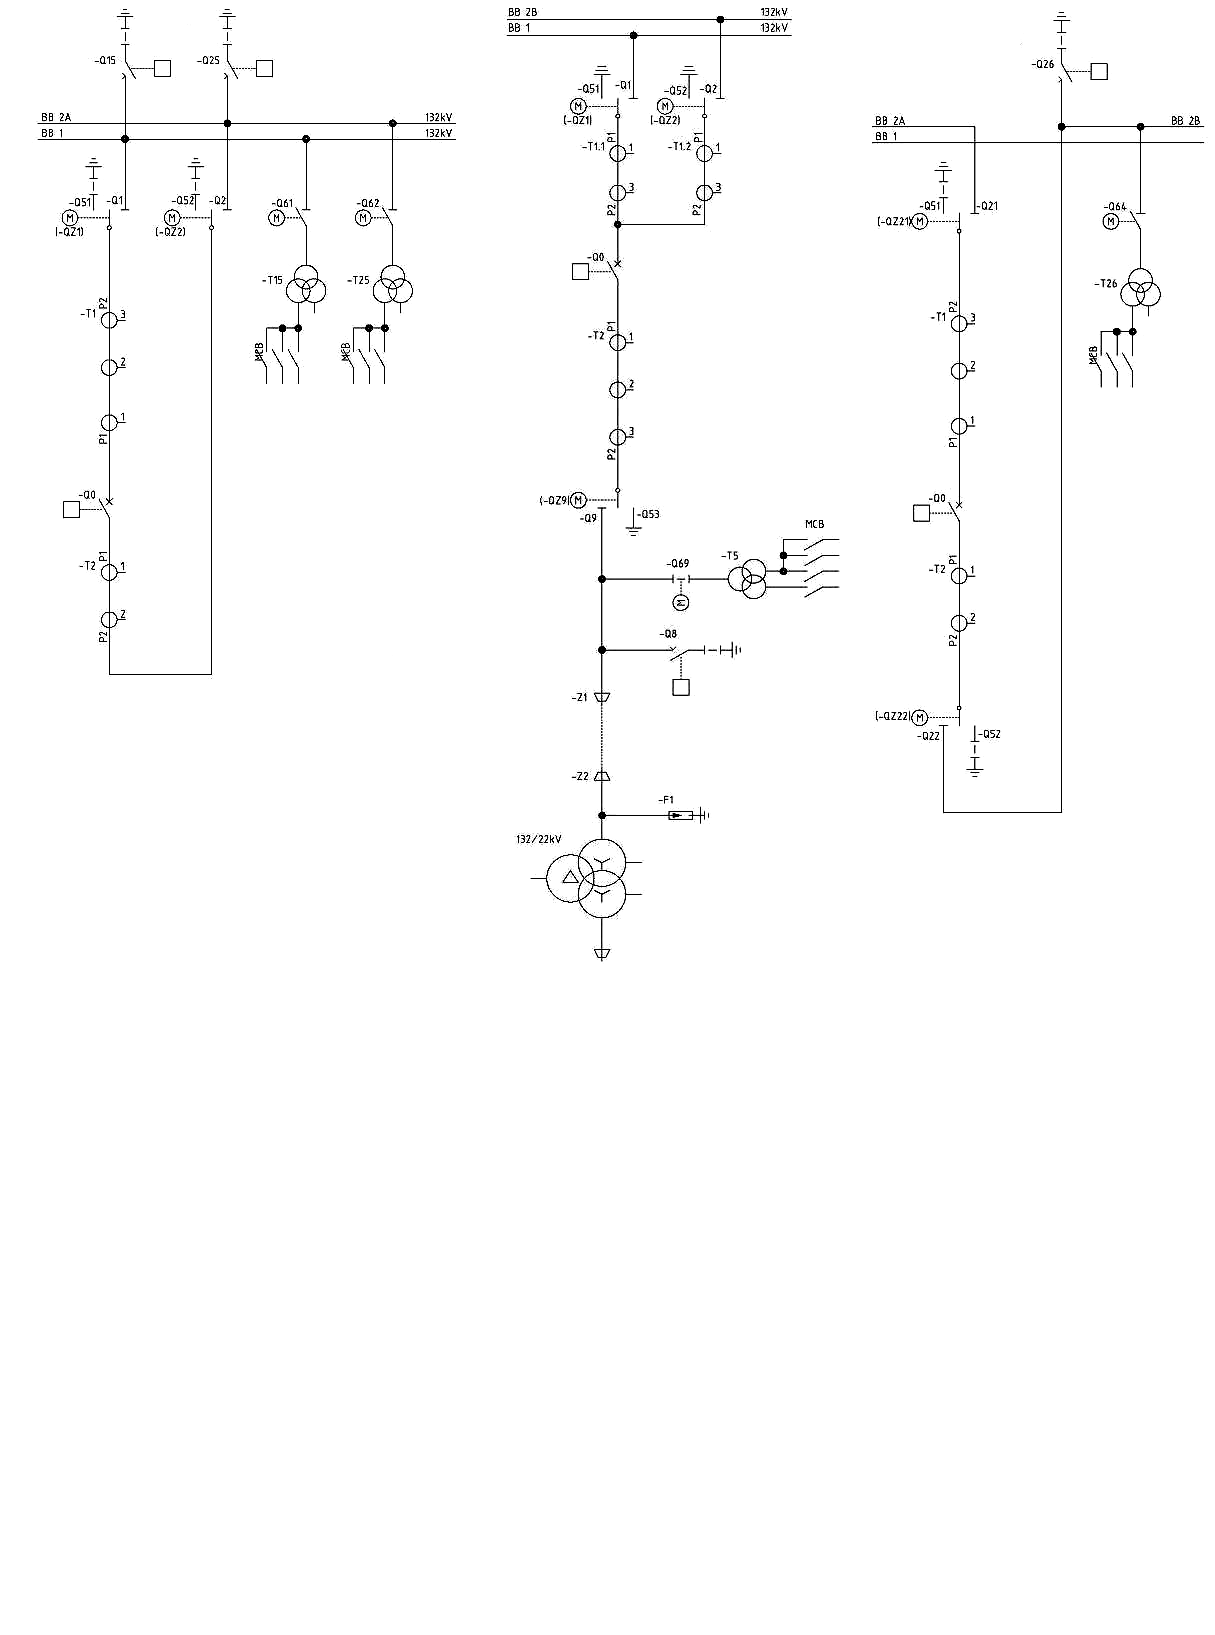 -Q15
-Q25
BB 2A 132kV
BB 1 132kV
-Q51 -Q1
M
(-QZ1)
-Q52 -Q2
M
(-QZ2)
-Q61
M
-Q62
M
-T15
-T25
MCB
MCB
P2
-T1 3
2
1
P1
-Q0
P1
-T2 1
2
P2
BB 2B 132kV
BB 1 132kV
-Q51 -Q1
M
(-QZ1)
-Q52 -Q2
M
(-QZ2)
P1
-T1.1 1
-T1.2 1
3
3
P2
P2
-Q0
P1
-T2 1
2
3
P2
(-QZ9) M
-Q9 -Q53
MCB
-Q69
-T5
M
-Q8
-Z1
-Z2
-F1
132/22kV
-Q26
BB 2A BB 2B
BB 1
-Q51 -Q21
(-QZ21) M
-Q64
M
-T26
MCB
P2
-T1 3
2
1
P1
-Q0
P1
-T2 1
2
P2
(-QZ22) M
-Q22 -Q52